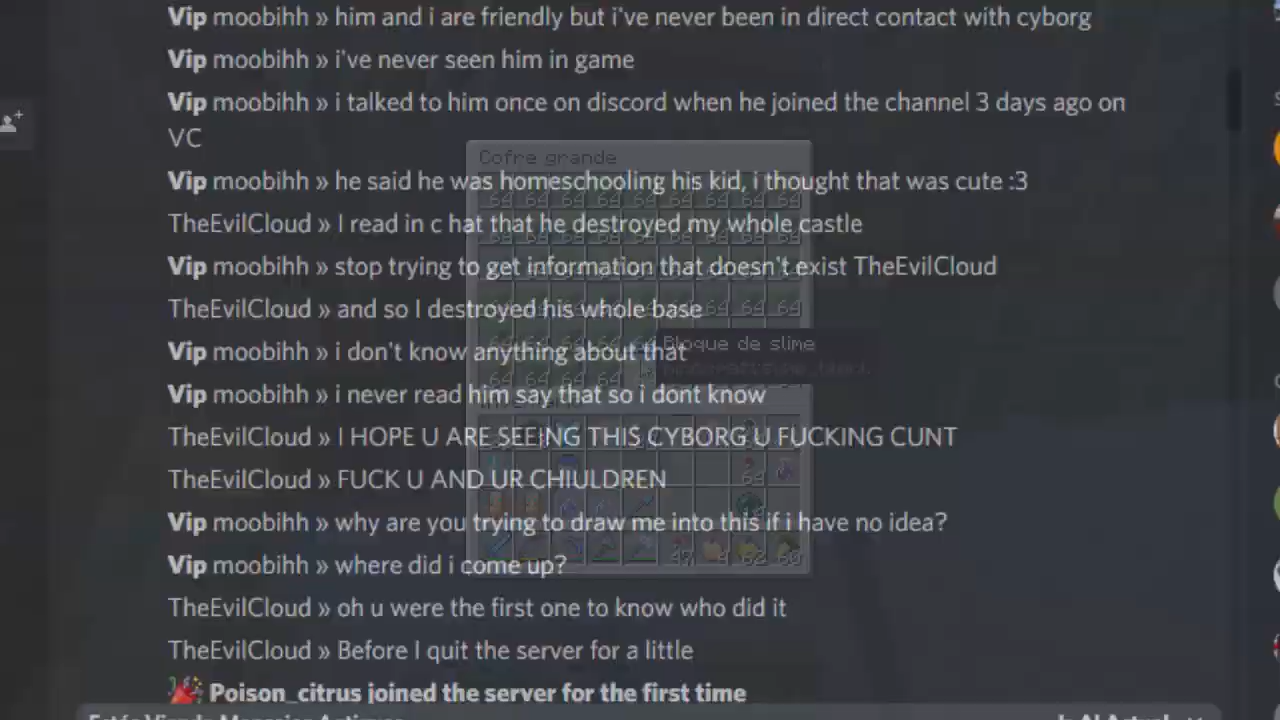 Vip moobihh » him and i are friendly but i've never been in direct contact with cyborg
Vip moobihh » i've never seen him in game
Vip moobihh » i talked to him once on discord when he joined the channel 3 days ago on
VC
Cofre grande
Vip moobihh » he said he was homeschooling his kid, i thought that was cute :3
TheEvilCloud » I read in c hat that he destroyed my whole castle
Vip moobihh » stop trying to get information that doesn't exist TheEvilCloud
TheEvilCloud » and so I destroyed his whole base
Bloque de slime
Vip moobihh » i don't know anything about that
Vip moobihh » i never read him say that so i dont know
TheEvilCloud » I HOPE U ARE SEEING THIS CYBORG U FUCKING CUNT
TheEvilCloud » FUCK U AND UR CHIULDREN
Vip moobihh » why are you trying to draw me into this if i have no idea?
Vip moobihh » where did i come up?
TheEvilCloud » oh u were the first one to know who did it
TheEvilCloud » Before I quit the server for a little
Poison_citrus joined the server for the first time